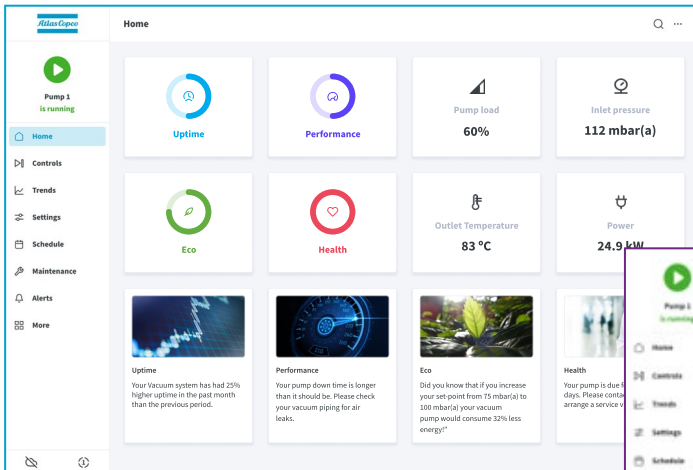 Atlas Copco
Home
Pump 1
is running
Home
Controls
Trends
Settings
Schedule
Maintenance
Alerts
More
Uptime
Performance
Pump load
60%
Inlet pressure
112 mbar(a)
Eco
Health
Outlet Temperature
83 °C
Power
24.9 kW
Uptime
Your Vacuum system has had 25%
higher uptime in the past month
than the previous period.
Performance
Your pump down time is longer
than it should be. Please check
your vacuum piping for air
leaks.
Eco
Did you know that if you increase
your set-point from 75 mbar(a) to
100 mbar(a) your vacuum
pump would consume 32% less
energy!"
Health
Your pump is due
days. Please
arrange a service
Pump 1
is running
Home
Controls
Trends
Settings
Schedule